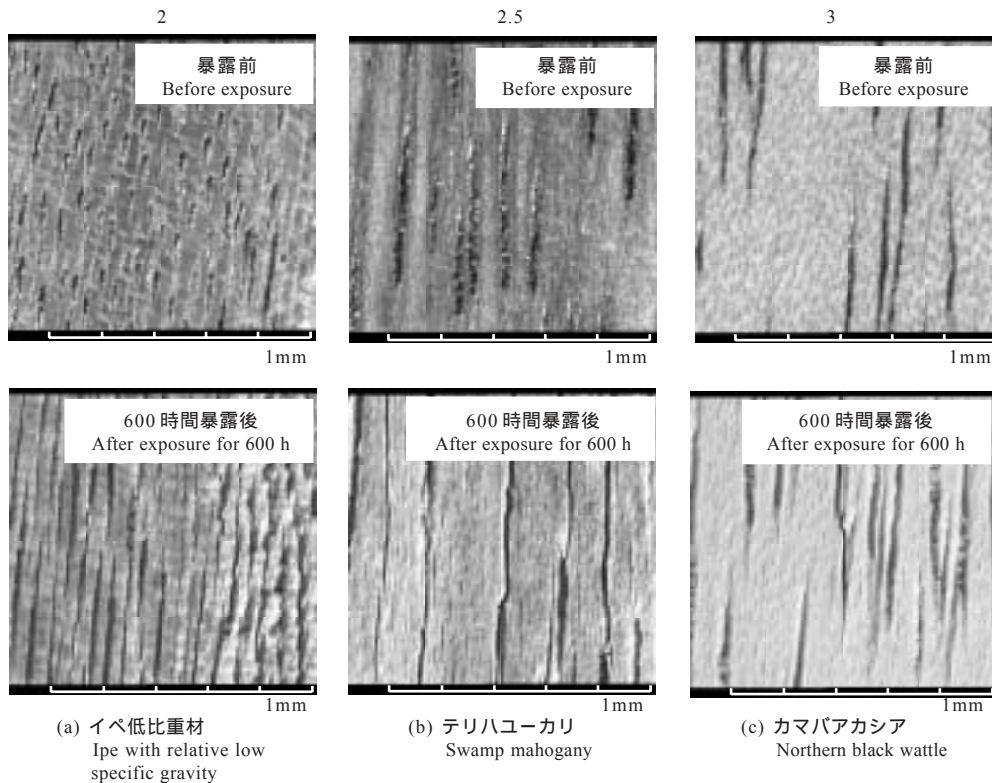 2
2.5
3
暴露前
Before exposure
暴露前
Before exposure
暴露前
Before exposure
1mm
1mm
1mm
600 時間暴露後
After exposure for 600 h
600 時間暴露後
After exposure for 600 h
600 時間暴露後
After exposure for 600 h
1mm
1mm
1mm
(a) イペ低比重材
Ipe with relative low
specific gravity
(b) テリハユーカリ
Swamp mahogany
(c) カマバアカシア
Northern black wattle